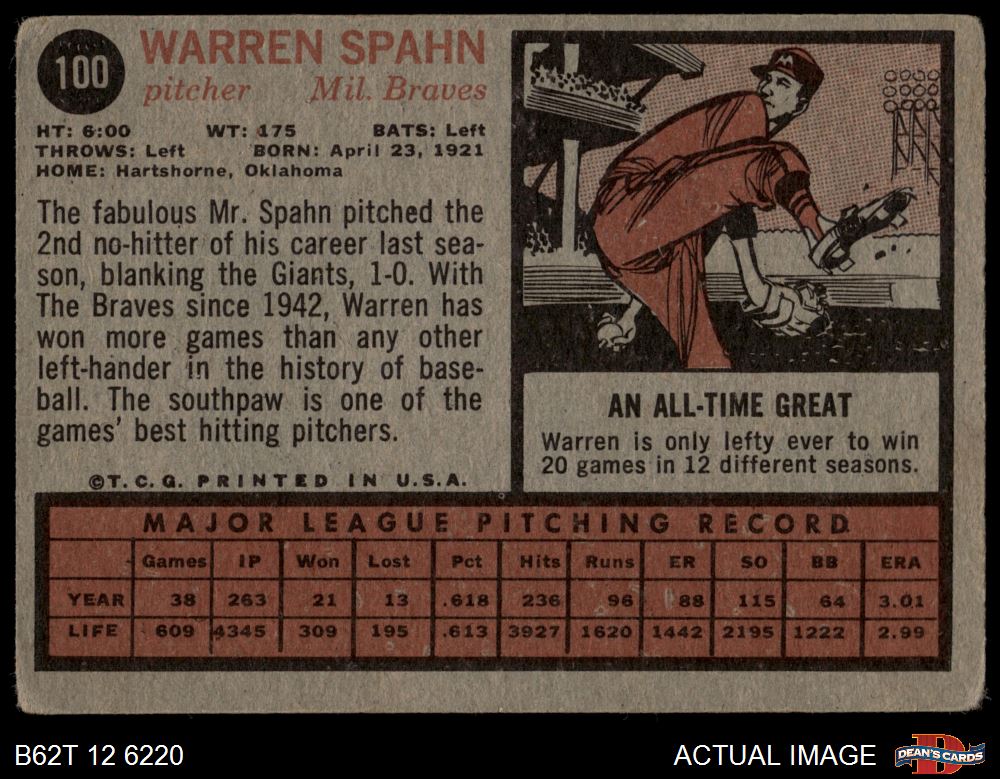 100
WARREN SPAHN
pitcher Mil. Braves
HT: 6:00 WT: 175 BATS: Left
THROWS: Left BORN: April 23, 1921
HOME: Hartshorne, Oklahoma
The fabulous Mr. Spahn pitched the
2nd no-hitter of his career last sea-
son, blanking the Giants, 1-0. With
The Braves since 1942, Warren has
won more games than any other
left-hander in the history of base-
ball. The southpaw is one of the
games' best hitting pitchers.
©T. C. G. PRINTED IN U.S.A.
M
AN ALL-TIME GREAT
Warren is only lefty ever to win
20 games in 12 different seasons.
MAJOR LEAGUE PITCHING RECORD
Games IP Won Lost Pct Hits Runs ER SO BB ERA
YEAR 38 263 21 13 .618 236 96 88 115 64 3.01
LIFE 609 4345 309 195 .613 3927 1620 1442 2195 1222 2.99
B62T 12 6220
ACTUAL IMAGE
D
DEAN'S CARDS